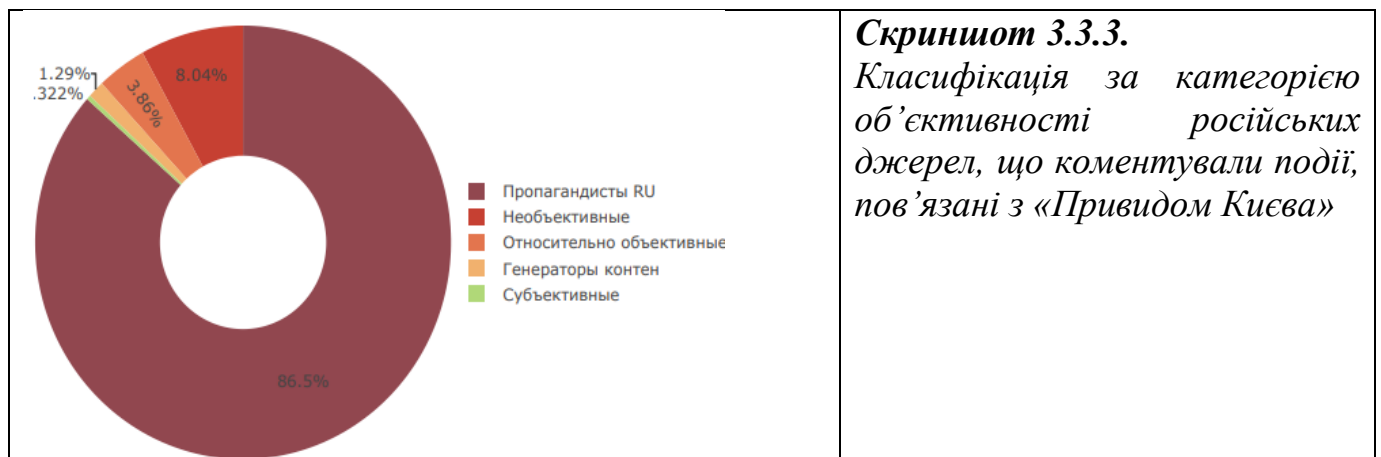 1.29%
.322%
3.86%
8.04%
86.5%
Пропагандисты RU
Необъективные
Относительно объективные
Генераторы контен
Субъективные
Скриншот 3.3.3.
Класифікація за категорією
об’єктивності російських
джерел, що коментували події,
пов’язані з «Привидом Києва»